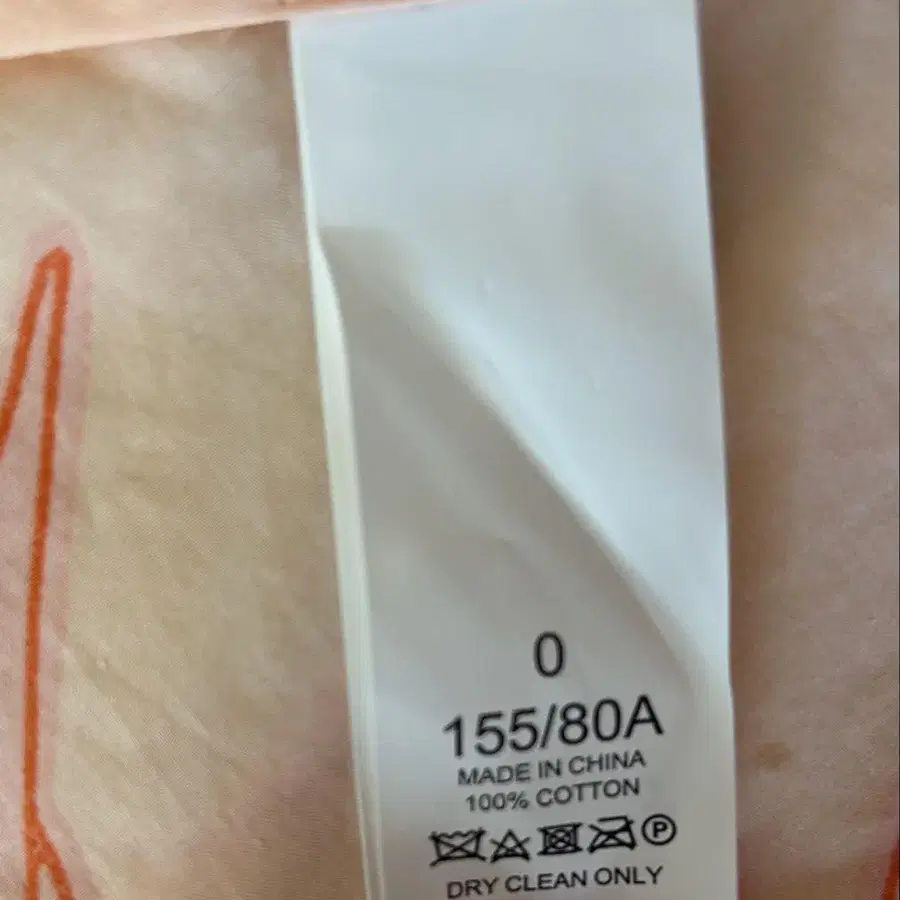 0
155/80A
MADE IN CHINA
100% COTTON
P
DRY CLEAN ONLY